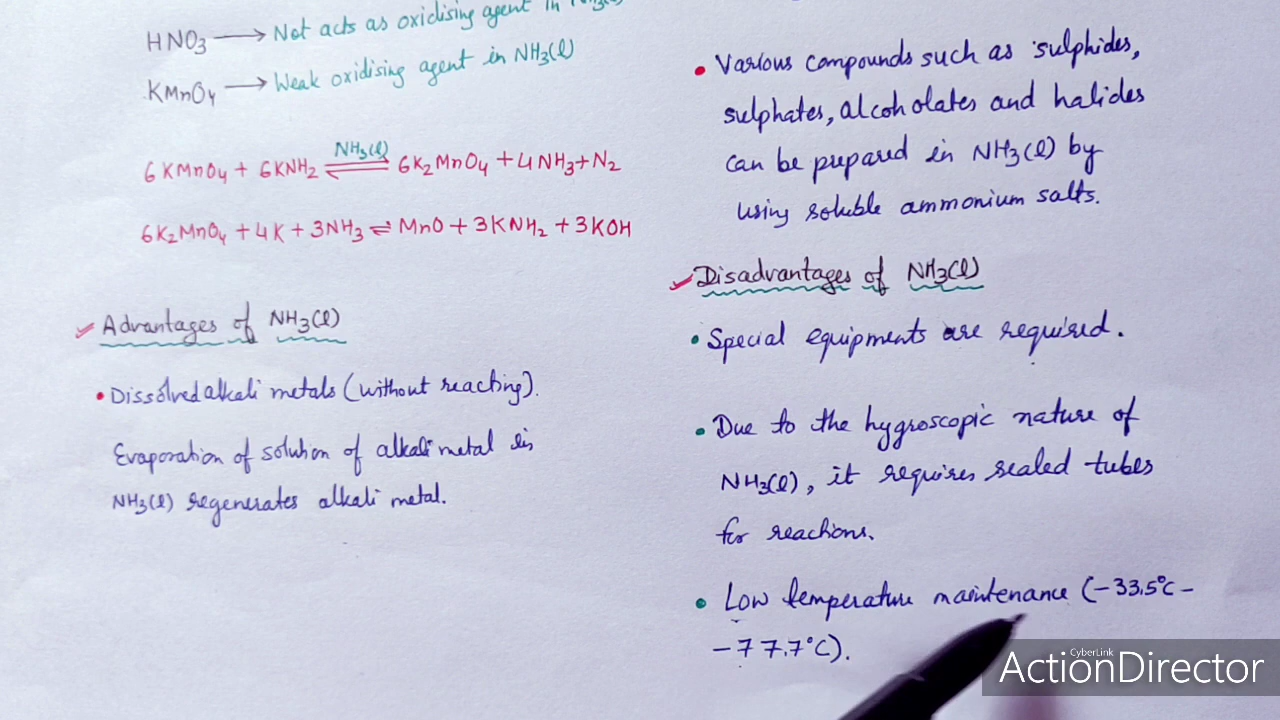 HNO3 → Not acts as oxidising agent in
KMnO4 → Weak oxidising agent in NH3(l)
NH3(l)
6KMnO4 + 6KNH2 ⇌ 6K2MnO4 + 4NH3 + N2
6K2MnO4 + 4K + 3NH3 ⇌ MnO + 3KNH2 + 3KOH
✓ Advantages of NH3(l)
• Dissolved alkali metals (without reacting).
Evaporation of solution of alkali metal in
NH3(l) regenerates alkali metal.
• Various compounds such as sulphides,
sulphates, alcoholates and halides
can be prepared in NH3(l) by
using soluble ammonium salts.
✓ Disadvantages of NH3(l)
• Special equipments are required.
• Due to the hygroscopic nature of
NH3(l), it requires sealed tubes
for reactions.
• Low temperature maintenance (-33.5°C -
-77.7°C).
CyberLink
ActionDirector